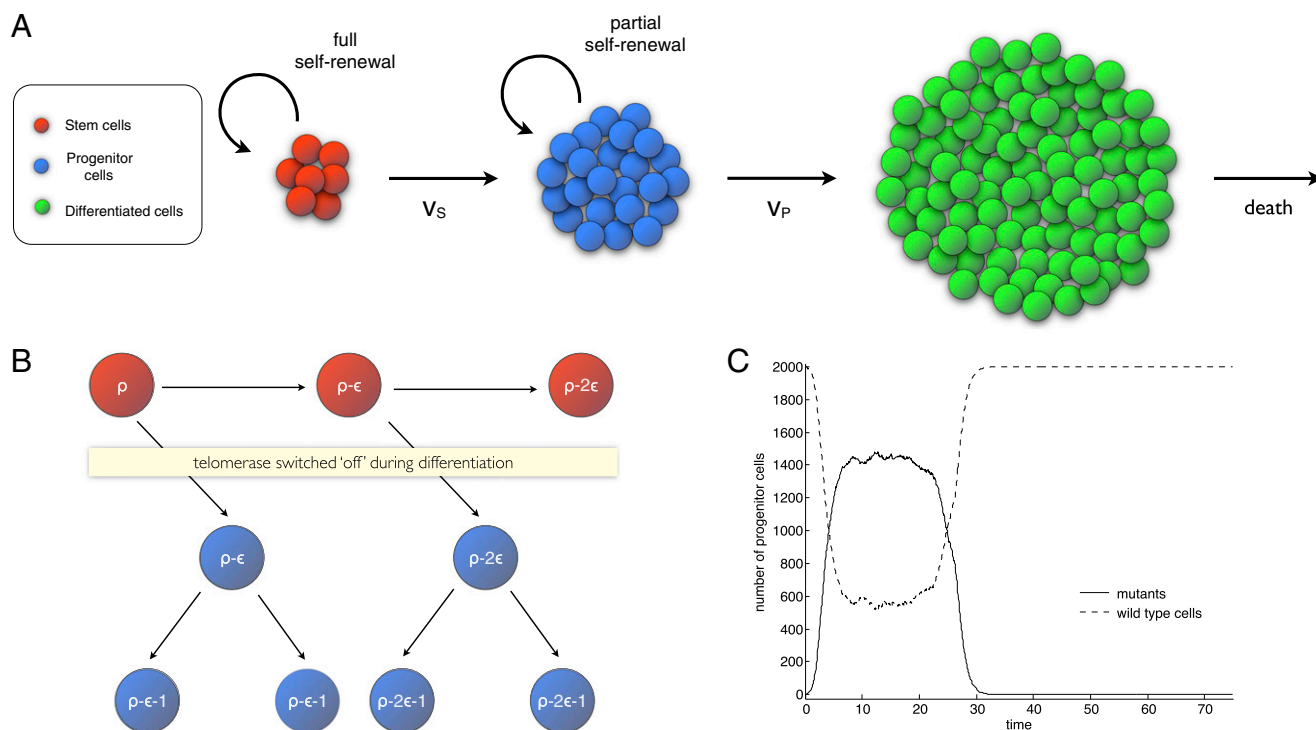 A
full
self-renewal
partial
self-renewal
Stem cells
Progenitor
cells
Differentiated cells
VS
VP
death
B
ρ
ρ-ϵ
ρ-2ϵ
telomerase switched ‘off’ during differentiation
ρ-ϵ
ρ-2ϵ
ρ-ϵ-1
ρ-ϵ-1
ρ-2ϵ-1
ρ-2ϵ-1
C
number of progenitor cells
2000
1800
1600
1400
1200
1000
800
600
400
200
0
mutants
wild type cells
0 10 20 30 40 50 60 70
time